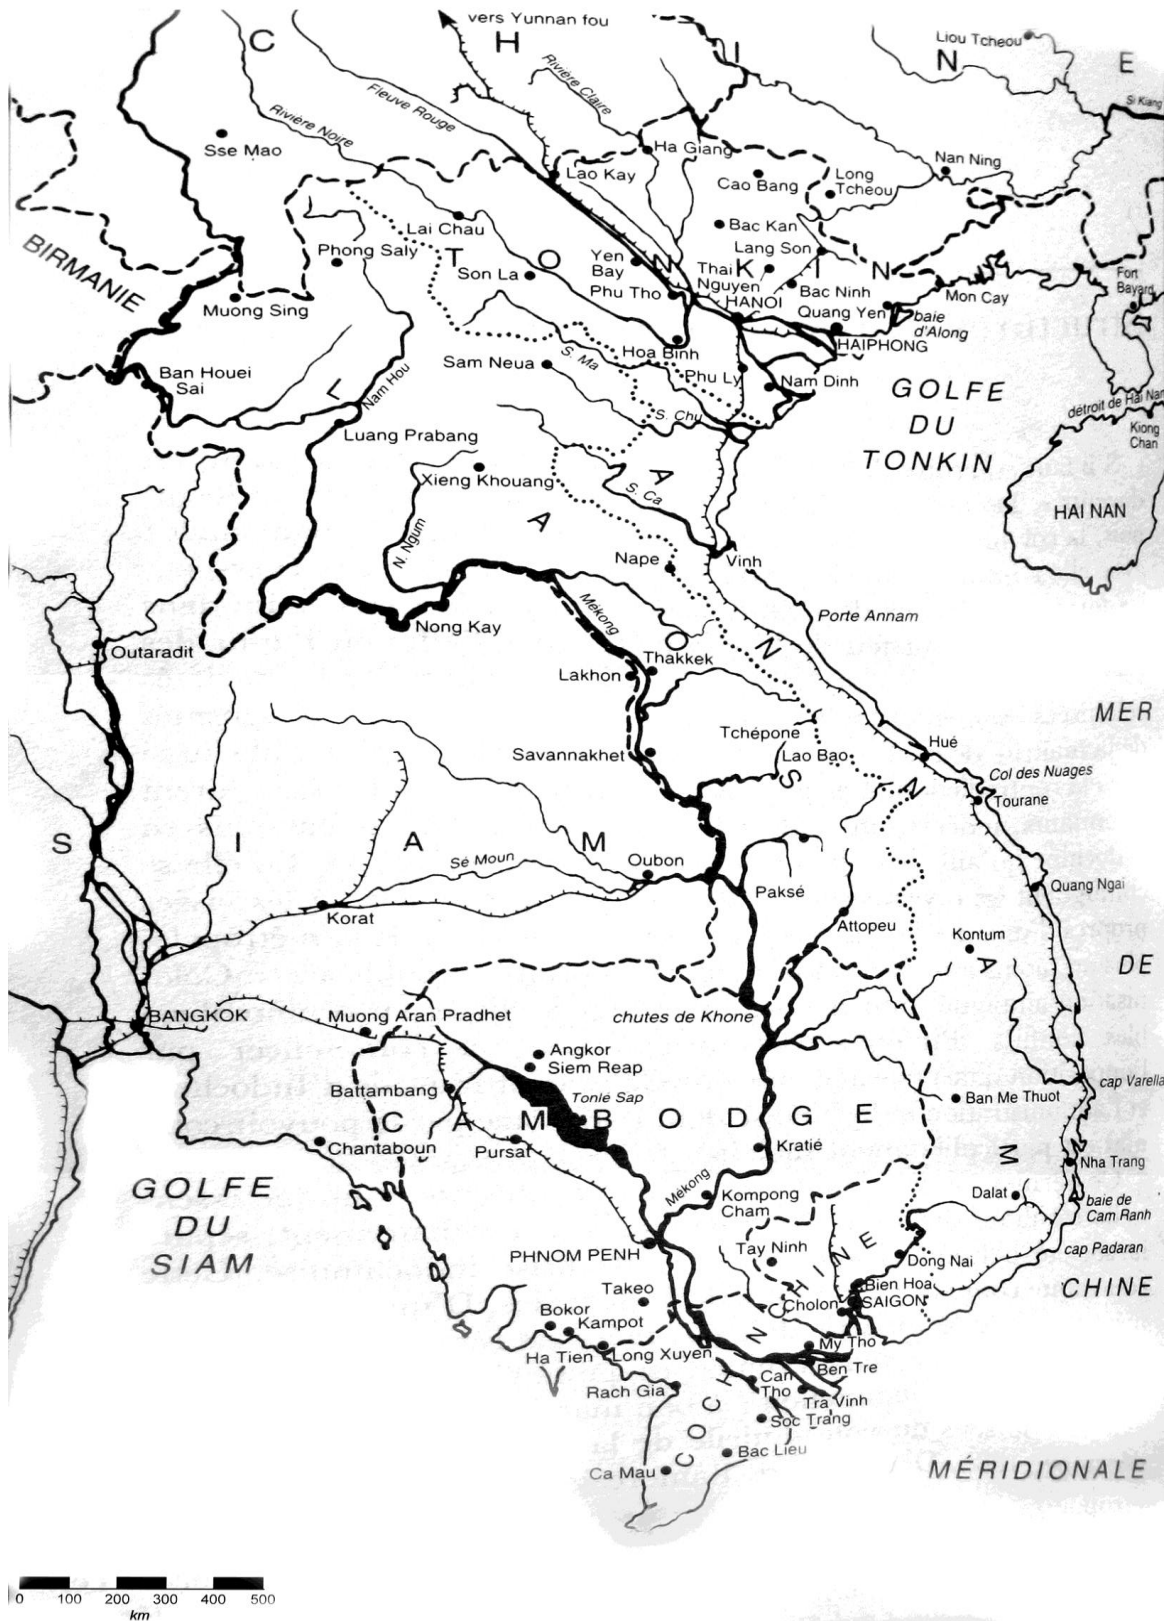 vers Yunnan fou
C H I N E
Liou Tcheou
Si Kiang
Rivière Claire
Fleuve Rouge
Rivière Noire
Sse Mao
Ha Giang
Nan Ning
Lao Kay
Cao Bang
Long
Tcheou
Lai Chau
Bac Kan
BIRMANIE
Phong Saly
Lang Son
T O N K I N
Son La
Yen
Bay
Thai
Nguyen
Fort
Bayard
Muong Sing
Phu Tho
HANOI
Bac Ninh
Mon Cay
Quang Yen
baie
d'Along
Hoa Binh
HAIPHONG
Sam Neua
S. Ma
Ban Houei
Sai
Phu Ly
Nam Dinh
Nam Hou
GOLFE
DU
TONKIN
détroit de Hai Nan
Kiong
Chan
S. Chu
Luang Prabang
Xieng Khouang
S. Ca
HAI NAN
L A O S
N. Ngum
Nape
Vinh
Mékong
Porte Annam
Nong Kay
Outaradit
Thakkek
Lakhon
A N N A M
MER
Tchépone
Hué
Savannakhet
Lao Bao
Col des Nuages
Tourane
S I A M
Sé Moun
Oubon
Paksé
Quang Ngaï
Korat
Attopeu
Kontum
DE
BANGKOK
Muong Aran Pradhet
chutes de Khone
Angkor
Siem Reap
Battambang
Tonlé Sap
Ban Me Thuot
cap Varella
C A M B O D G E
Chantaboun
Pursat
Kratié
Nha Trang
GOLFE
DU
SIAM
Mékong
Kompong
Cham
Dalat
baie de
Cam Ranh
PHNOM PENH
Tay Ninh
Dong Nai
cap Padaran
Takeo
Bien Hoa
CHINE
Bokor
Kampot
Cholon
SAIGON
Ha Tien
Long Xuyen
My Tho
Ben Tre
Rach Gia
Can
Tho
Tra Vinh
Soc Trang
COCHINCHINE
Bac Lieu
Ca Mau
MÉRIDIONALE
0 100 200 300 400 500
km